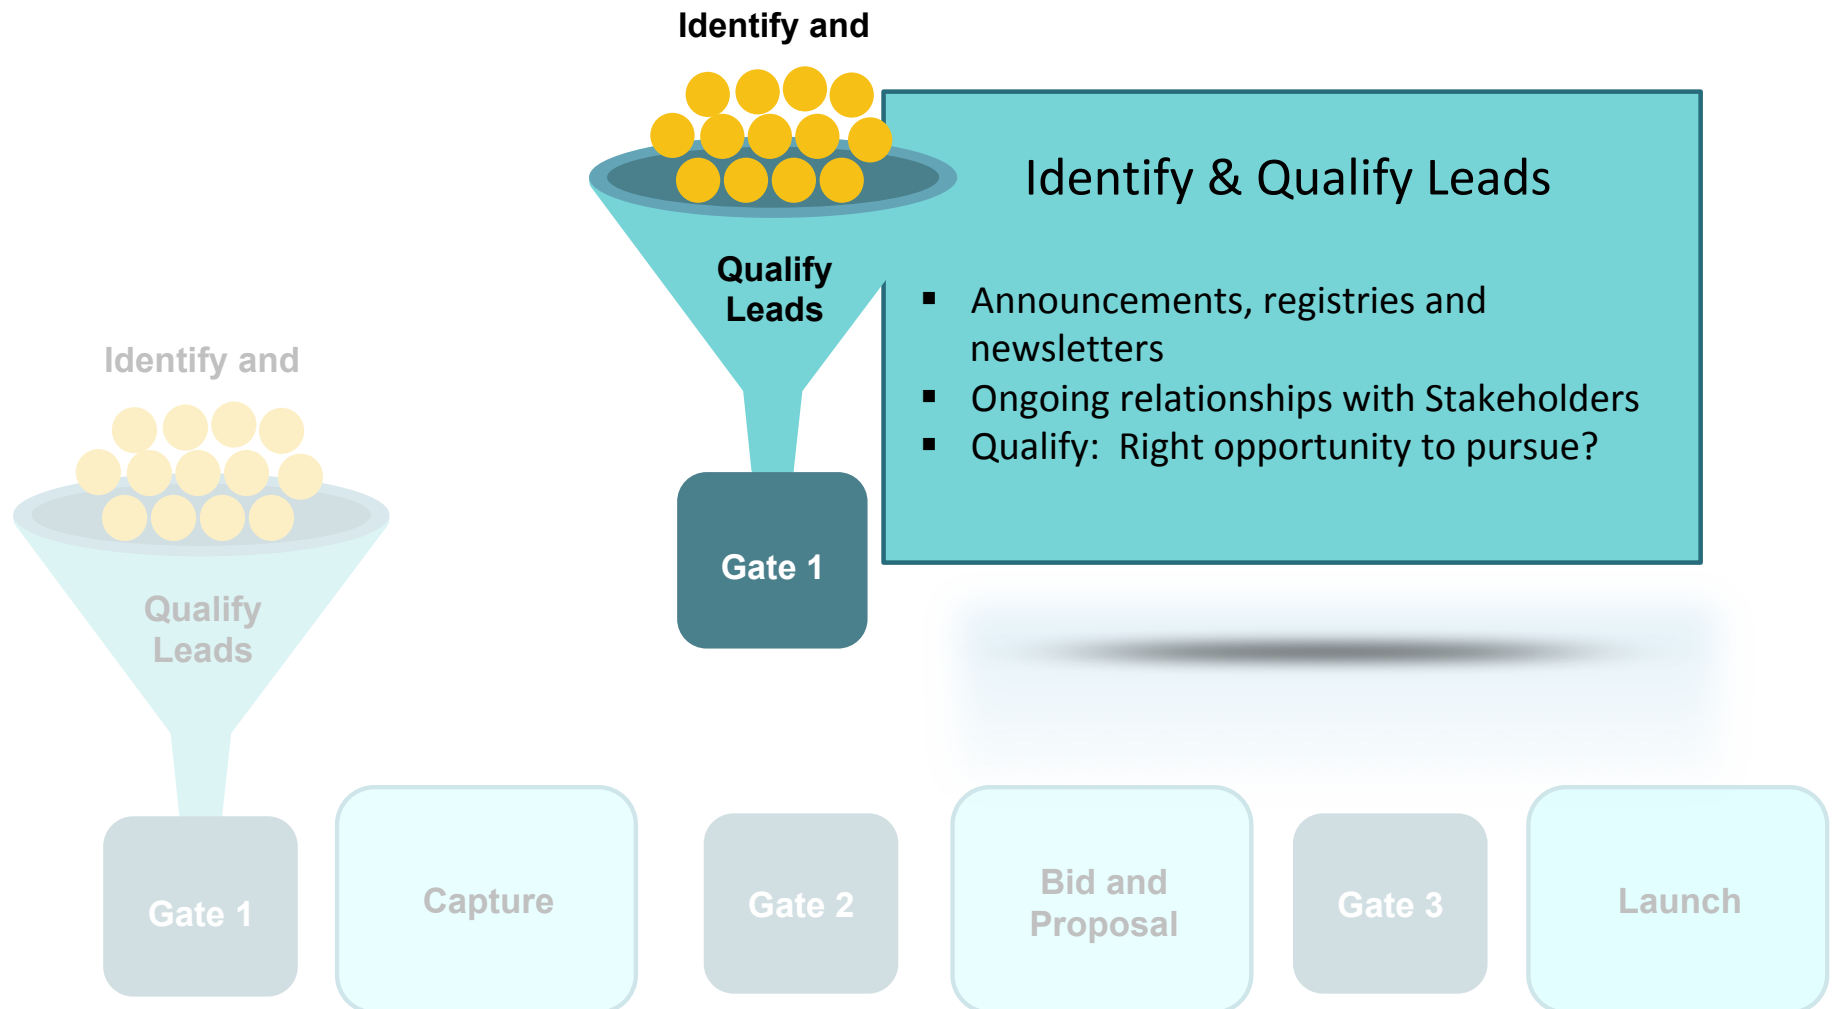 Identify and
Qualify
Leads
Gate 1
Identify & Qualify Leads
▪ Announcements, registries and
newsletters
▪ Ongoing relationships with Stakeholders
▪ Qualify:  Right opportunity to pursue?
Identify and
Qualify
Leads
Gate 1
Capture
Gate 2
Bid and
Proposal
Gate 3
Launch